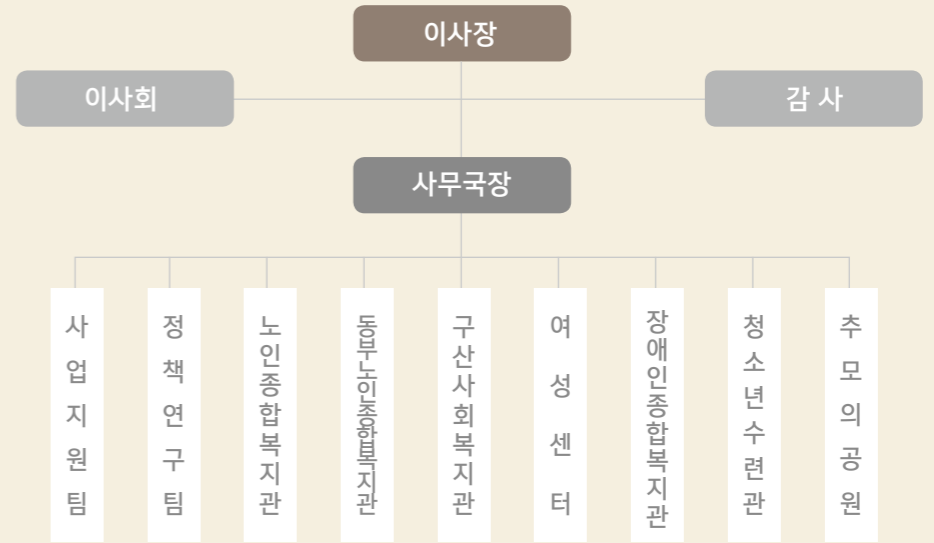 이사장
이사회
감 사
사무국장
사업지원팀
정책연구팀
노인종합복지관
동부노인종합복지관
구산사회복지관
여성센터
장애인종합복지관
청소년수련관
추모의공원